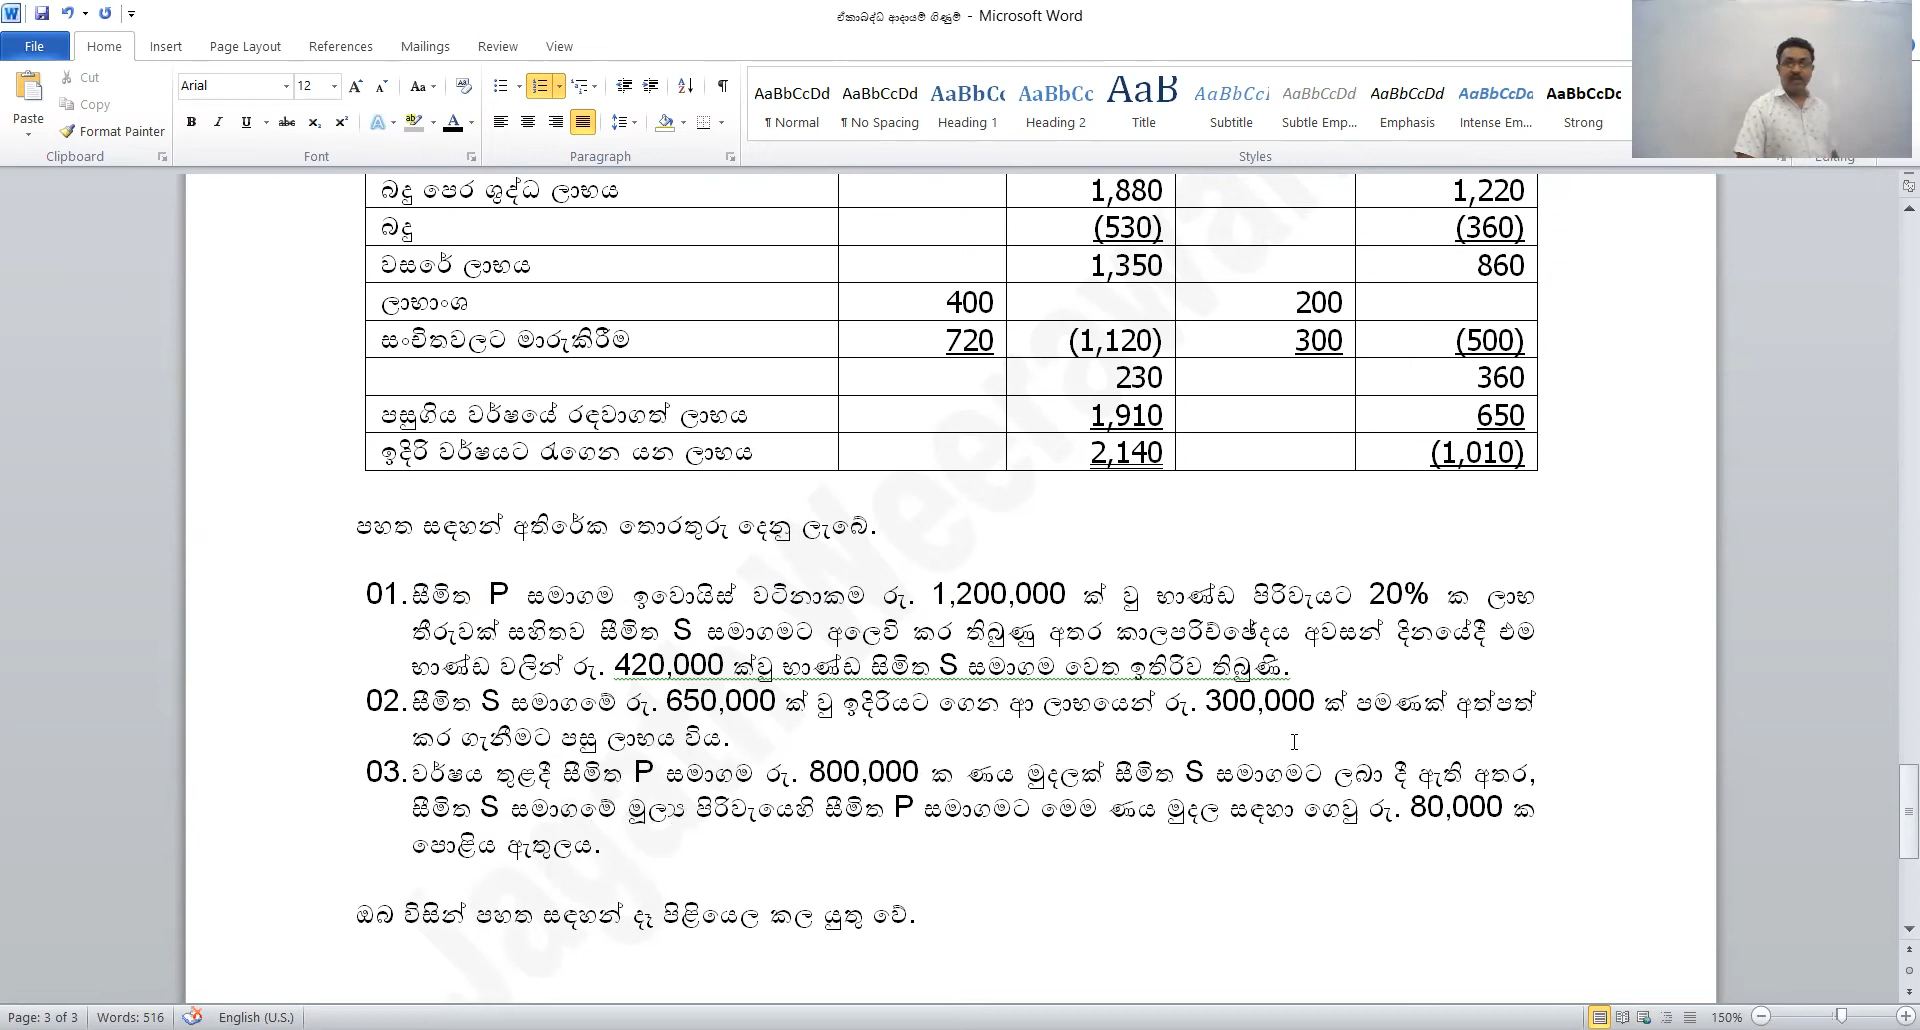 ඒකාබද්ධ ආදායම් ගිණුම් - Microsoft Word
File Home Insert Page Layout References Mailings Review View
Paste
Cut
Copy
Format Painter
Clipboard
Arial 12
Font
Paragraph
AaBbCcDd AaBbCcDd AaBbCc AaBbCc AaB AaBbCcI AaBbCcDd AaBbCcDd AaBbCcDd AaBbCcDd
¶ Normal ¶ No Spacing Heading 1 Heading 2 Title Subtitle Subtle Emp... Emphasis Intense Em... Strong
Styles
Editing
බදු පෙර ශුද්ධ ලාභය 1,880 1,220
බදු (530) (360)
වසරේ ලාභය 1,350 860
ලාභාංශ 400 200
සංචිතවලට මාරුකිරීම 720 (1,120) 300 (500)
230 360
පසුගිය වර්ෂයේ රඳවාගත් ලාභය 1,910 650
ඉදිරි වර්ෂයට රැගෙන යන ලාභය 2,140 (1,010)
පහත සඳහන් අතිරේක තොරතුරු දෙනු ලැබේ.
01. සීමිත P සමාගම ඉවොයිස් වටිනාකම රු. 1,200,000 ක් වු භාණ්ඩ පිරිවැයට 20% ක ලාභ
තීරුවක් සහිතව සීමිත S සමාගමට අලෙවි කර තිබුණු අතර කාලපරිච්ඡේදය අවසන් දිනයේදී එම
භාණ්ඩ වලින් රු. 420,000 ක්වු භාණ්ඩ සිමිත S සමාගම වෙත ඉතිරිව තිබුණි.
02. සීමිත S සමාගමේ රු. 650,000 ක් වු ඉදිරියට ගෙන ආ ලාභයෙන් රු. 300,000 ක් පමණක් අත්පත්
කර ගැනීමට පසු ලාභය විය.
03. වර්ෂය තුළදී සීමිත P සමාගම රු. 800,000 ක ණය මුදලක් සීමිත S සමාගමට ලබා දී ඇති අතර,
සීමිත S සමාගමේ මූල්‍ය පිරිවැයෙහි සීමිත P සමාගමට මෙම ණය මුදල සඳහා ගෙවු රු. 80,000 ක
පොළිය ඇතුලය.
ඔබ විසින් පහත සඳහන් දෑ පිළියෙල කල යුතු වේ.
Page: 3 of 3 Words: 516 English (U.S.) 150%